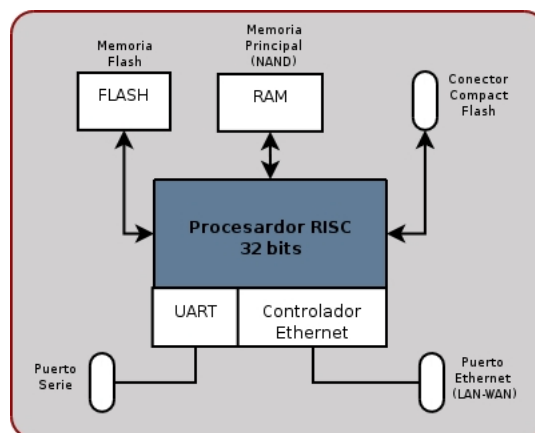 Memoria
Flash
FLASH
Memoria
Principal
(NAND)
RAM
Conector
Compact
Flash
Procesardor RISC
32 bits
UART
Controlador
Ethernet
Puerto
Serie
Puerto
Ethernet
(LAN-WAN)